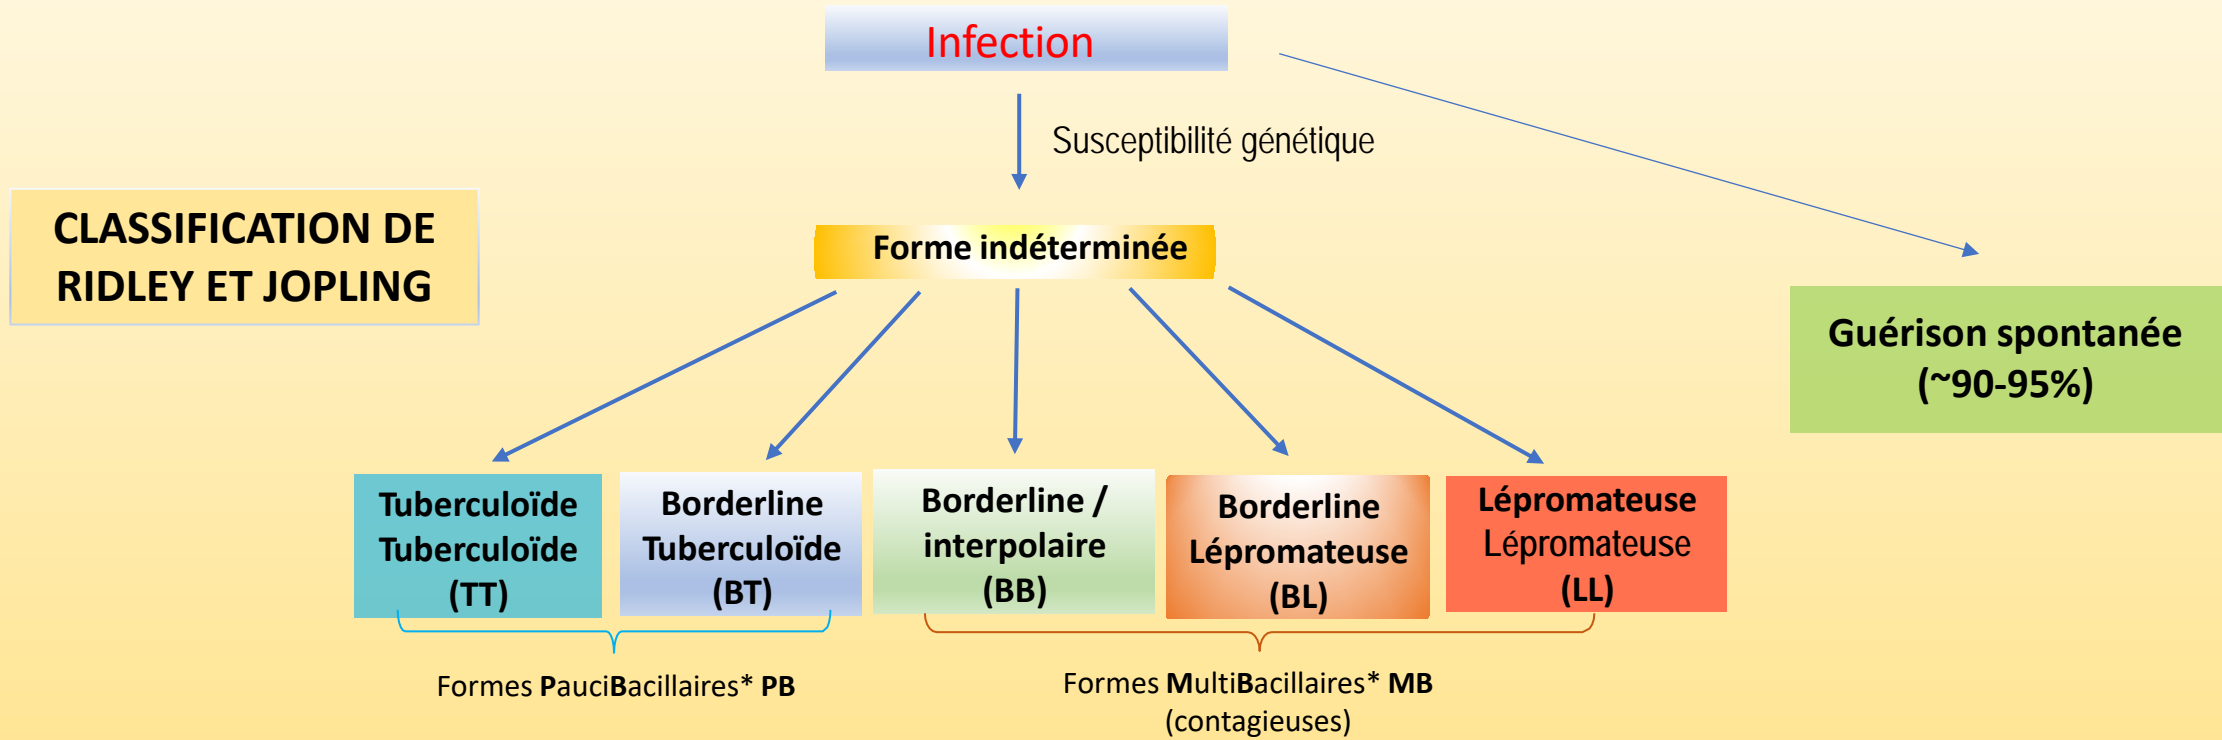 Infection
Susceptibilité génétique
CLASSIFICATION DE
RIDLEY ET JOPLING
Forme indéterminée
Guérison spontanée
(~90-95%)
Tuberculoïde
Tuberculoïde
(TT)
Borderline
Tuberculoïde
(BT)
Borderline /
interpolaire
(BB)
Borderline
Lépromateuse
(BL)
Lépromateuse
Lépromateuse
(LL)
Formes PauciBacillaires* PB
Formes MultiBacillaires* MB
(contagieuses)